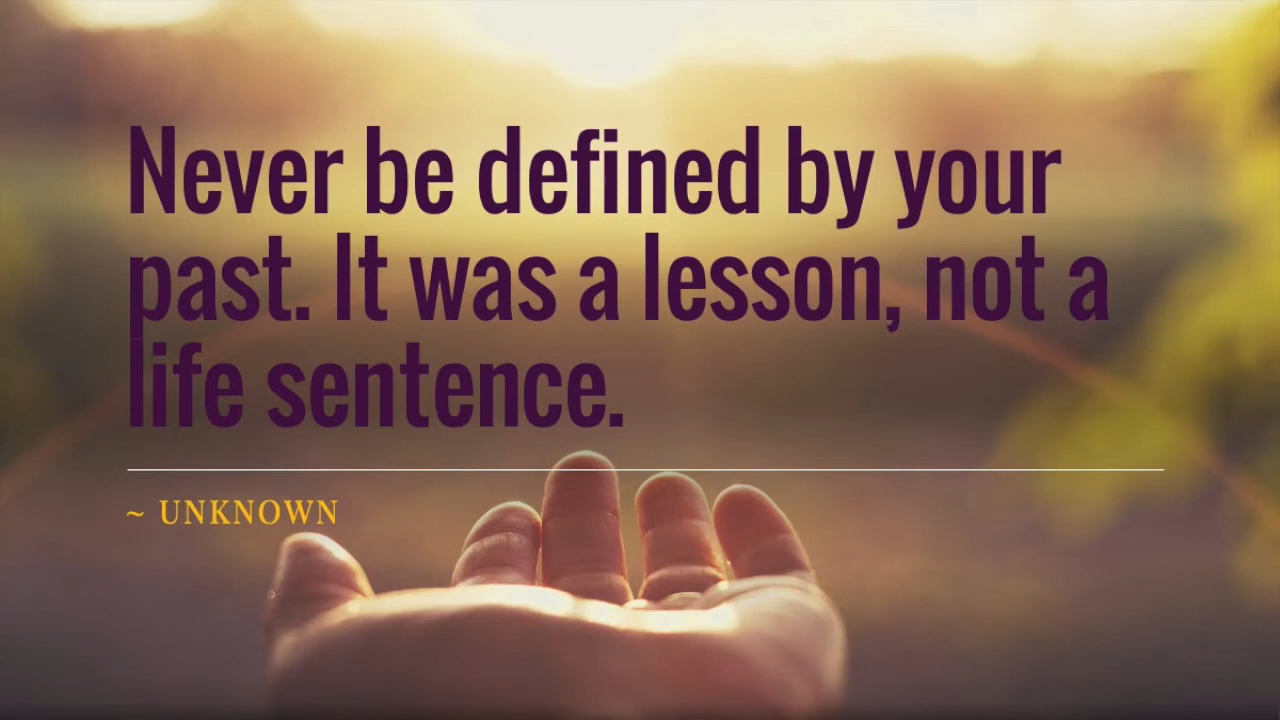 Never be defined by your
past. It was a lesson, not a
life sentence.
~ UNKNOWN